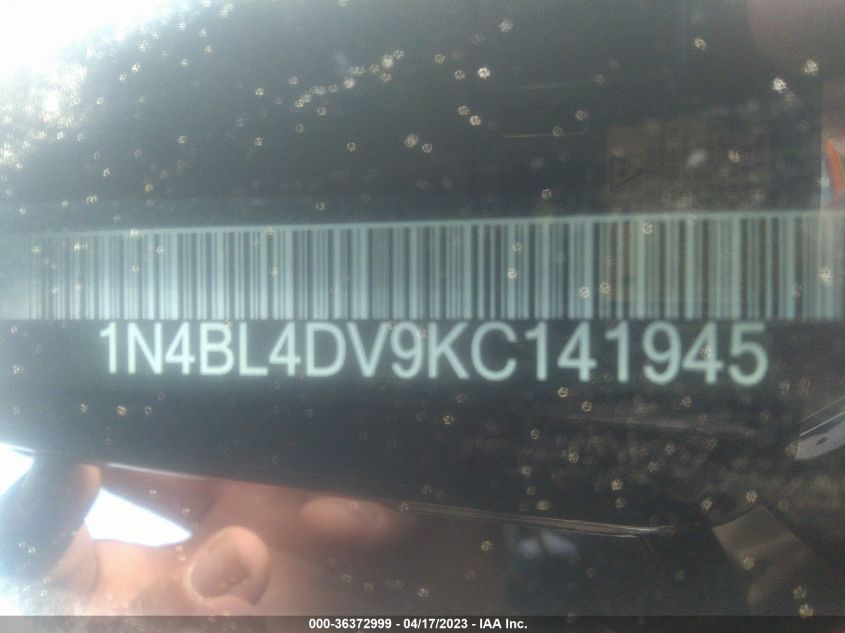 1N4BL4DV9KC141945
000-36372999 - 04/17/2023 - IAA Inc.